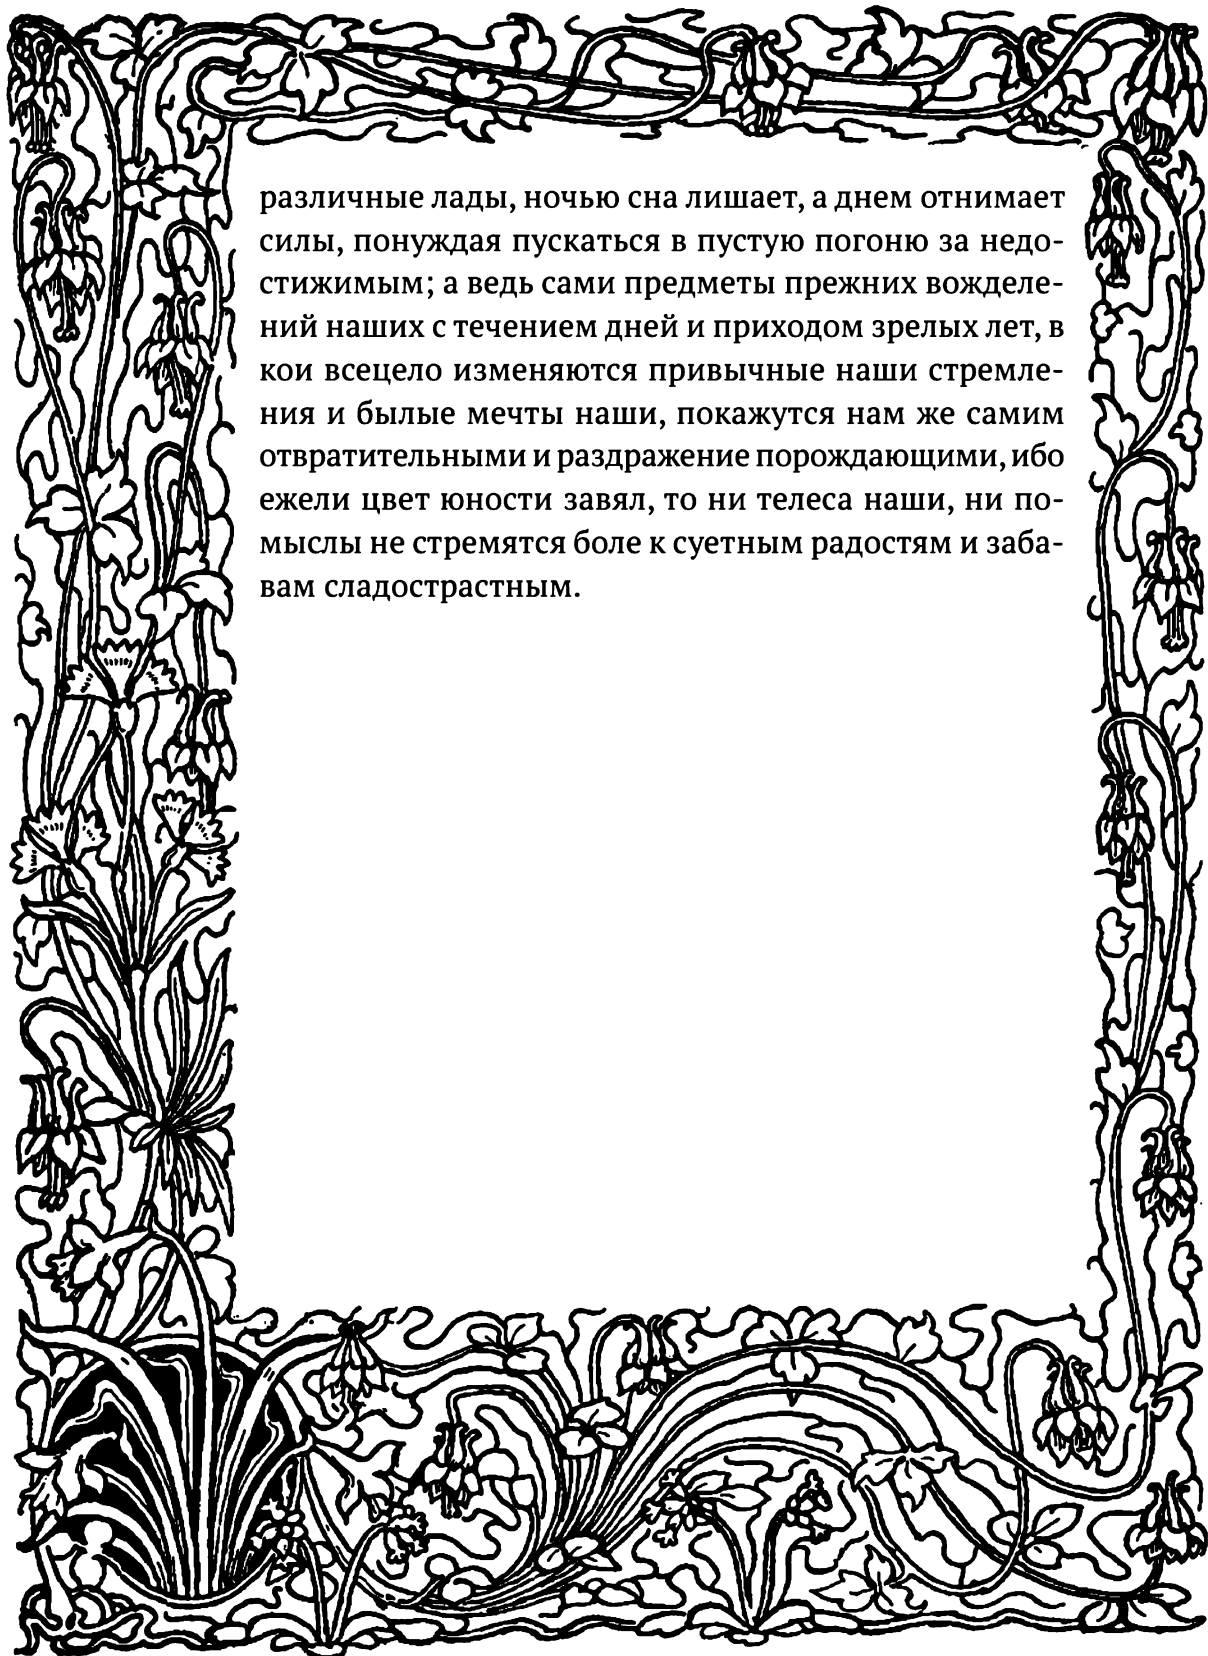 различные лады, ночью сна лишает, а днем отнимает
силы, понуждая пускаться в пустую погоню за недо-
стижимым; а ведь сами предметы прежних вожделе-
ний наших с течением дней и приходом зрелых лет, в
кои всецело изменяются привычные наши стремле-
ния и былые мечты наши, покажутся нам же самим
отвратительными и раздражение порождающими, ибо
ежели цвет юности завял, то ни телеса наши, ни по-
мыслы не стремятся боле к суетным радостям и заба-
вам сладострастным.